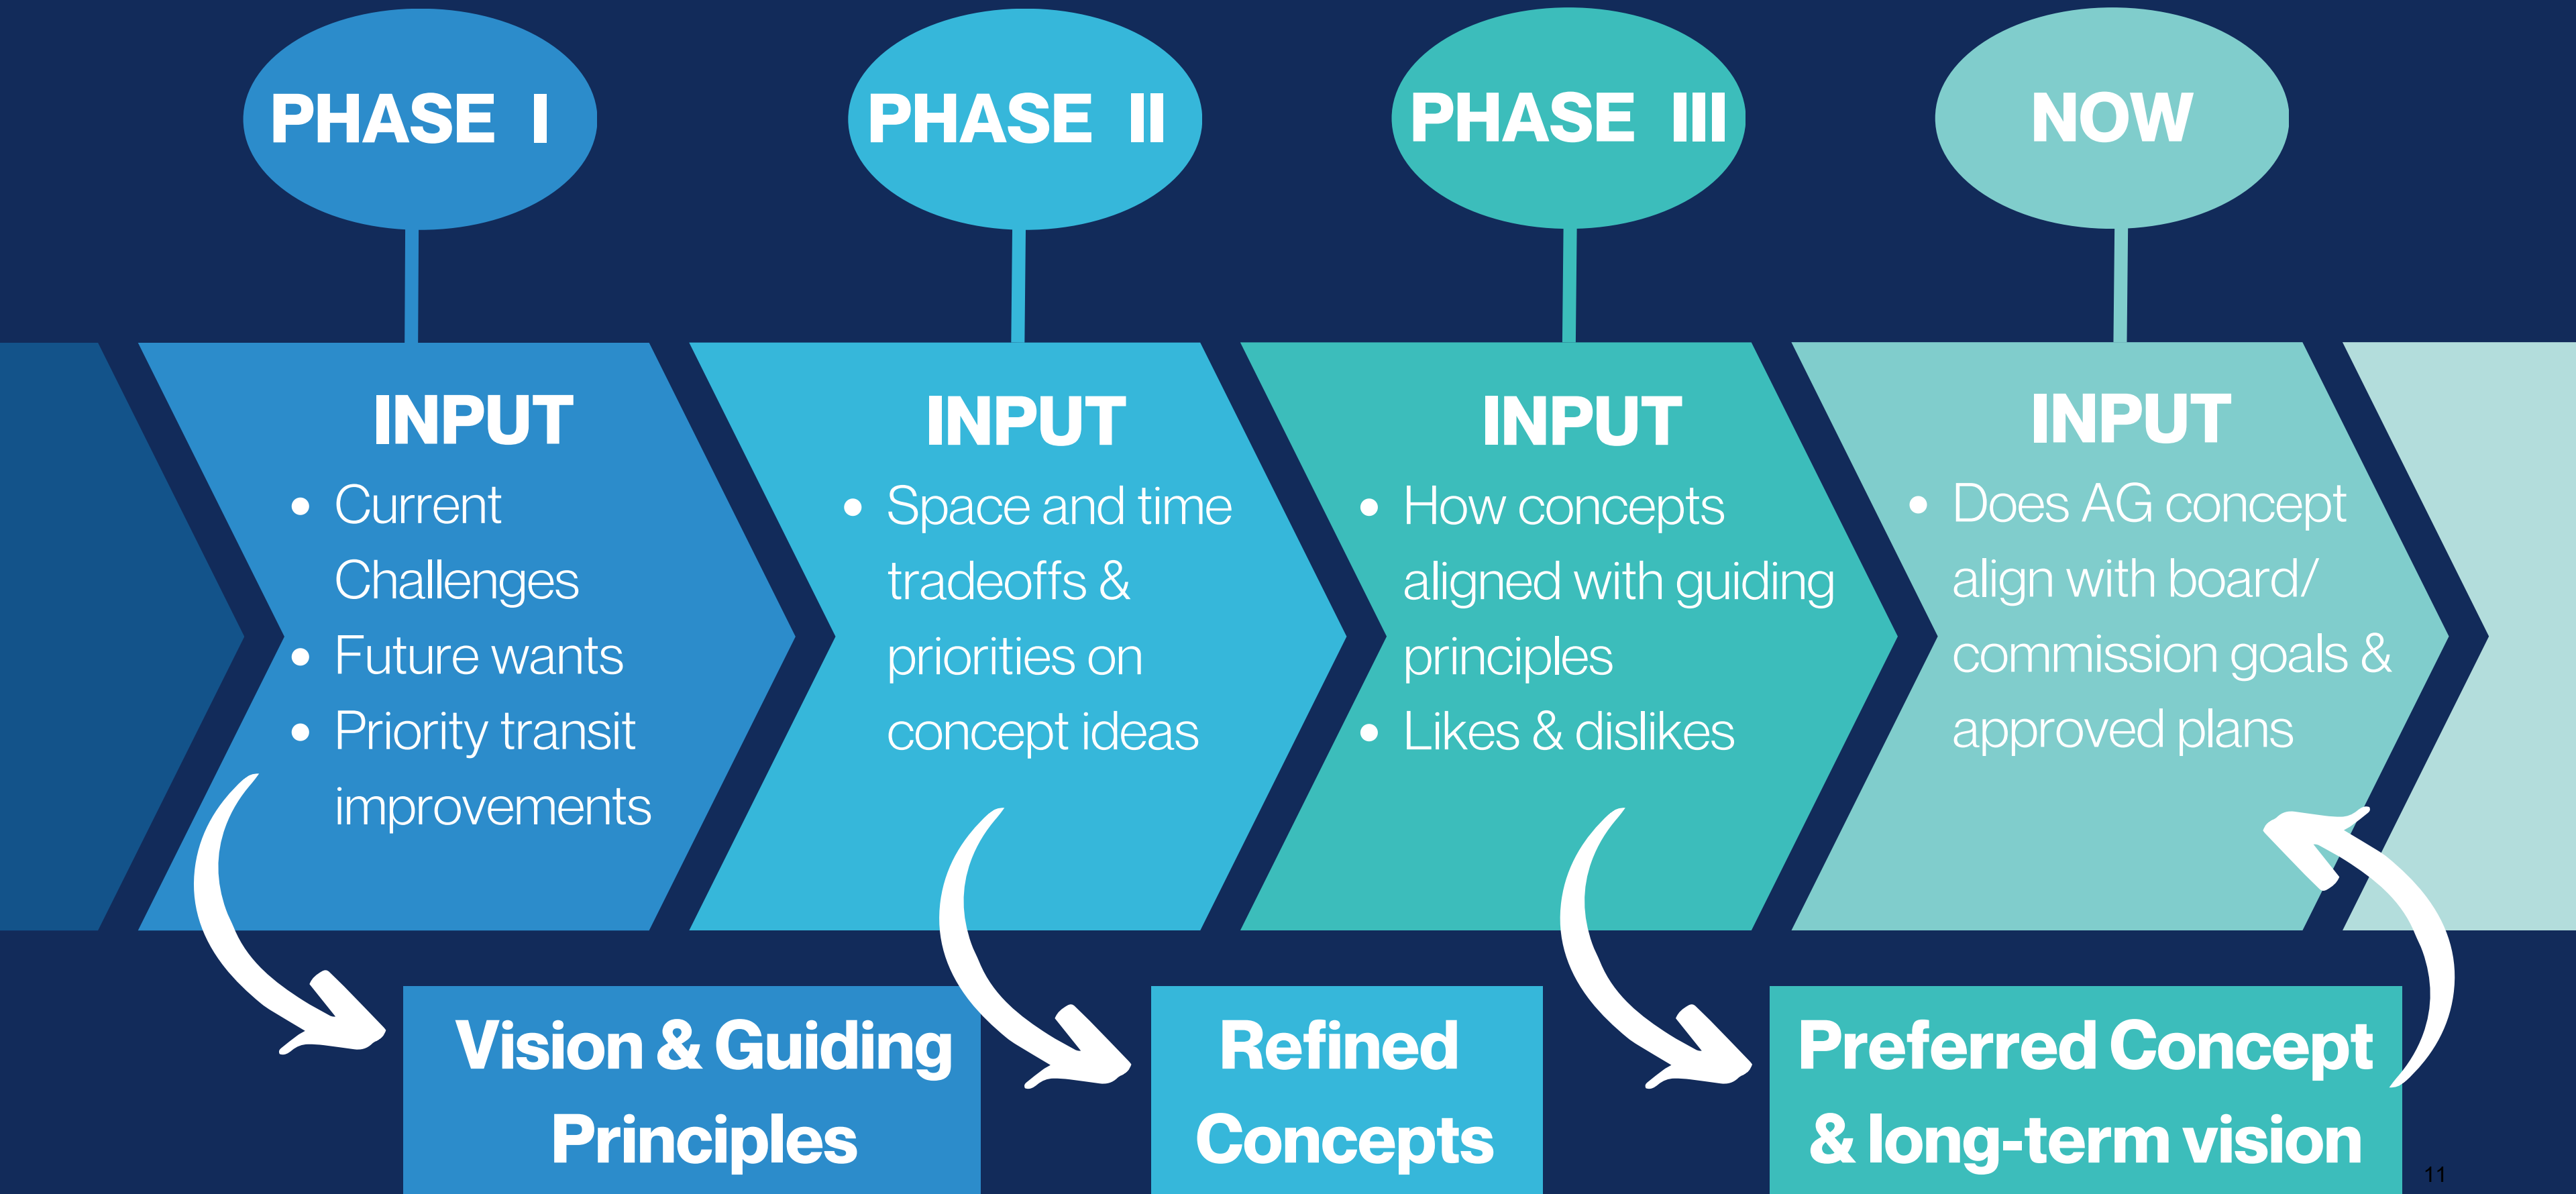 PHASE I
PHASE II
PHASE III
NOW
INPUT
• Current
Challenges
• Future wants
• Priority transit
improvements
INPUT
• Space and time
tradeoffs &
priorities on
concept ideas
INPUT
• How concepts
aligned with guiding
principles
• Likes & dislikes
INPUT
• Does AG concept
align with board/
commission goals &
approved plans
Vision & Guiding
Principles
Refined
Concepts
Preferred Concept
& long-term vision
11